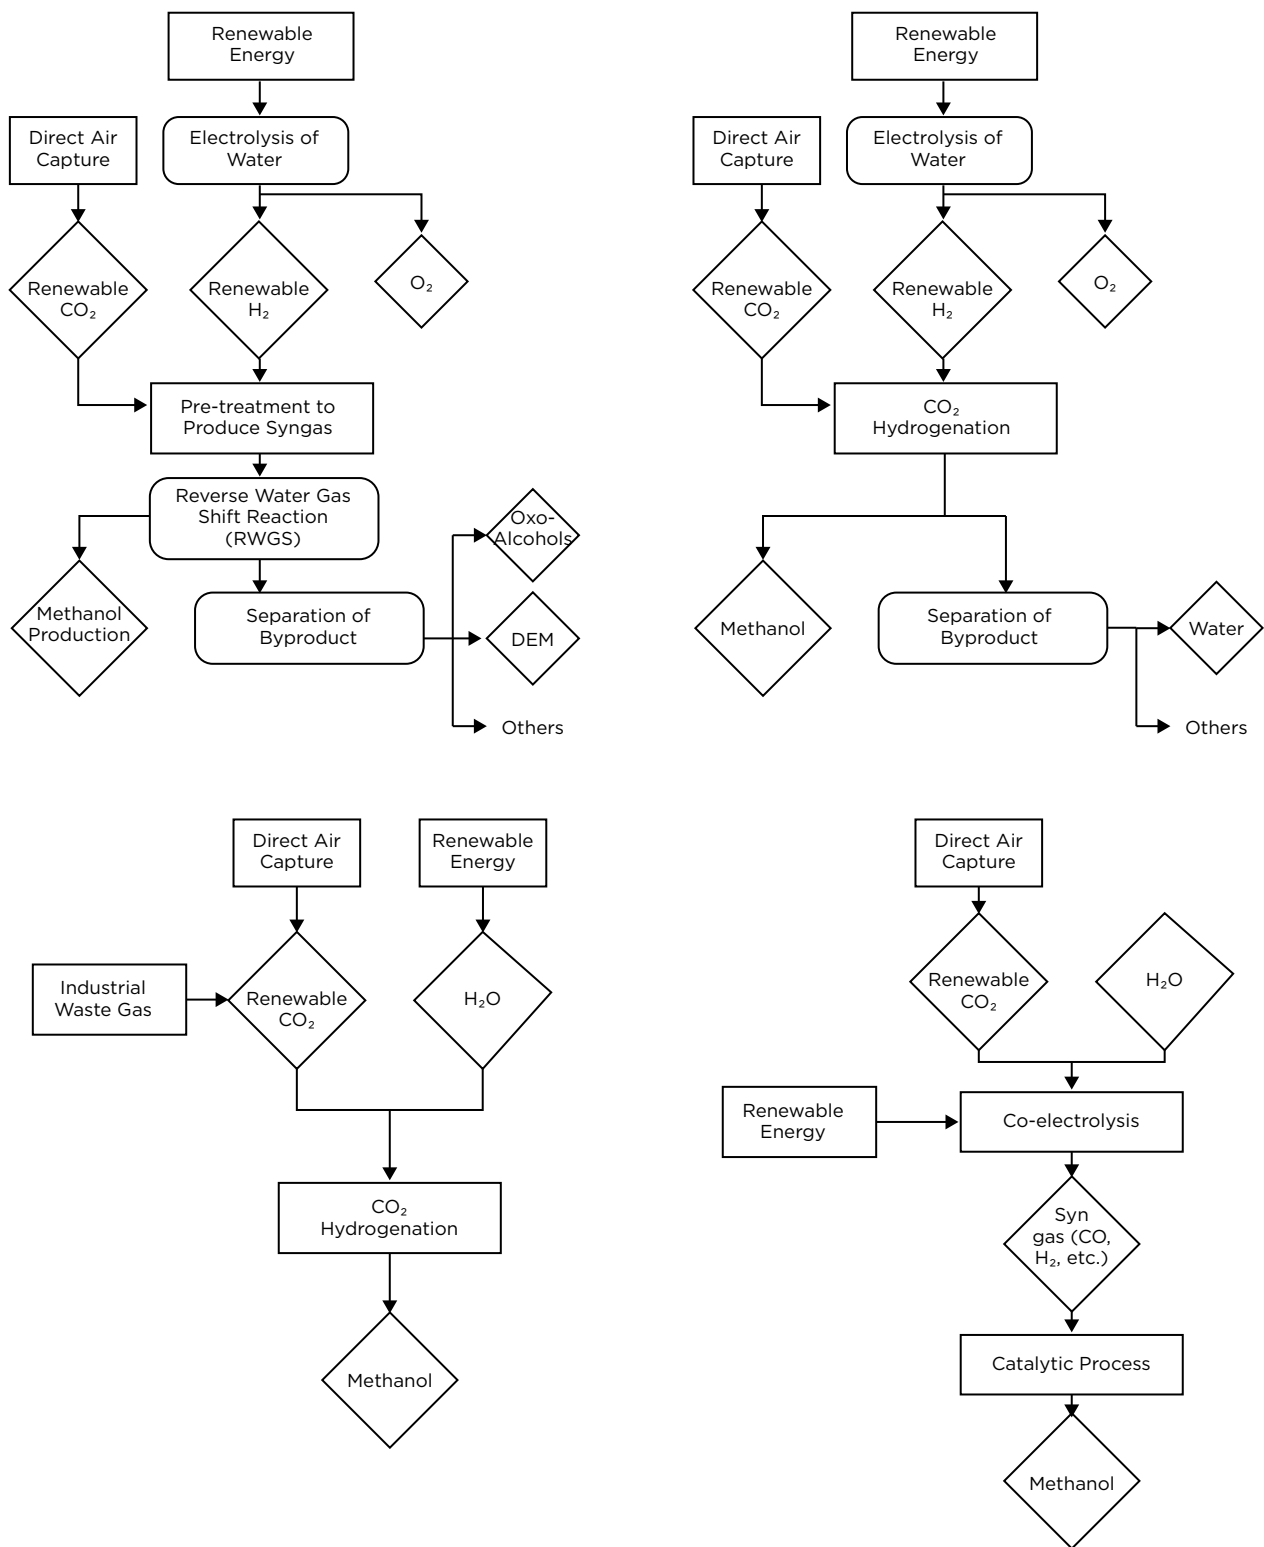 Renewable
Energy
Direct Air
Capture
Electrolysis of
Water
Renewable
CO₂
Renewable
H₂
O₂
Pre-treatment to
Produce Syngas
Reverse Water Gas
Shift Reaction
(RWGS)
Methanol
Production
Separation of
Byproduct
Oxo-
Alcohols
DEM
Others
Renewable
Energy
Direct Air
Capture
Electrolysis of
Water
Renewable
CO₂
Renewable
H₂
O₂
CO₂
Hydrogenation
Methanol
Separation of
Byproduct
Water
Others
Direct Air
Capture
Renewable
Energy
Industrial
Waste Gas
Renewable
CO₂
H₂O
CO₂
Hydrogenation
Methanol
Direct Air
Capture
Renewable
CO₂
H₂O
Renewable
Energy
Co-electrolysis
Syn
gas (CO,
H₂, etc.)
Catalytic Process
Methanol